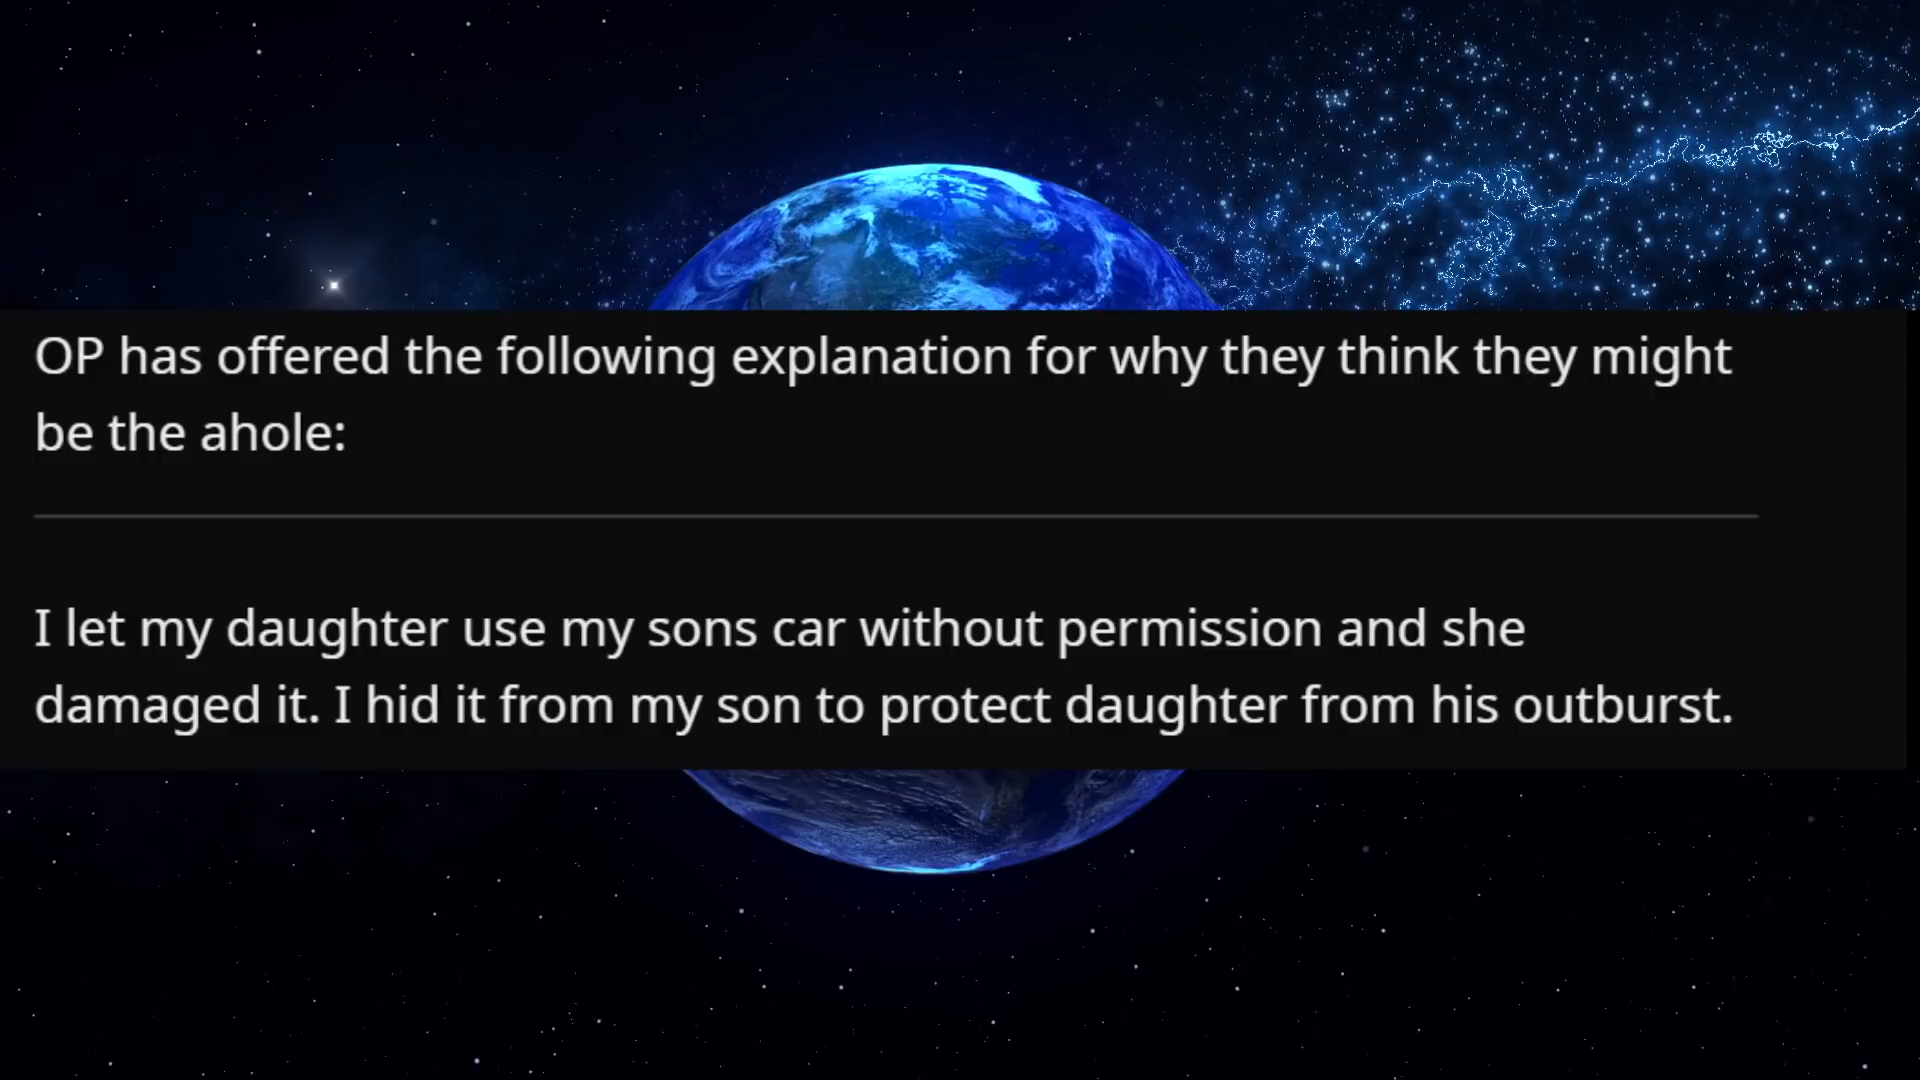 OP has offered the following explanation for why they think they might
be the ahole:
I let my daughter use my sons car without permission and she
damaged it. I hid it from my son to protect daughter from his outburst.